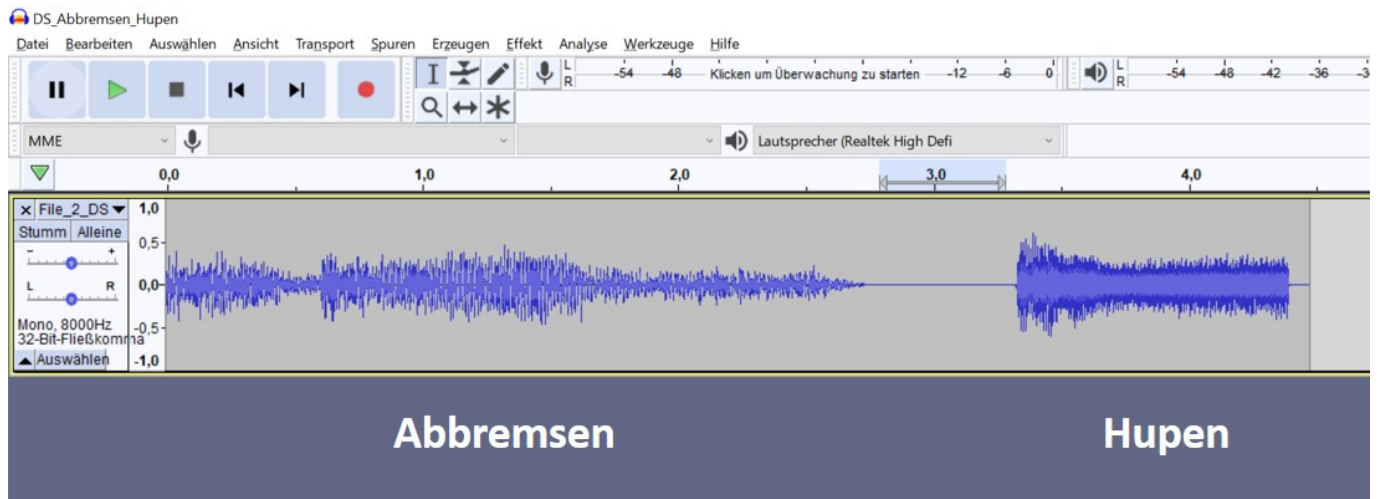 DS_Abbremsen_Hupen
Datei Bearbeiten Auswählen Ansicht Transport Spuren Erzeugen Effekt Analyse Werkzeuge Hilfe
L R -54 -48 Klicken um Überwachung zu starten -12 -6 0 L R -54 -48 -42 -36 -3
MME Lautsprecher (Realtek High Defi
0,0 1,0 2,0 3,0 4,0
x File_2_DS 1,0
Stumm Alleine
0,5
- +
L R 0,0
Mono, 8000Hz
-0,5
32-Bit-Fließkomma
Auswählen -1,0
Abbremsen Hupen